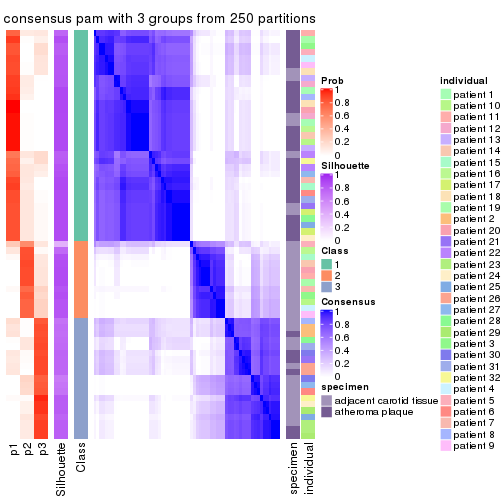 consensus pam with 3 groups from 250 partitions
Prob
1
0.8
0.6
0.4
0.2
0
Silhouette
1
0.8
0.6
0.4
0.2
0
Class
1
2
3
Consensus
1
0.8
0.6
0.4
0.2
0
specimen
adjacent carotid tissue
atheroma plaque
individual
patient 1
patient 10
patient 11
patient 12
patient 13
patient 14
patient 15
patient 16
patient 17
patient 18
patient 19
patient 2
patient 20
patient 21
patient 22
patient 23
patient 24
patient 25
patient 26
patient 27
patient 28
patient 29
patient 3
patient 30
patient 31
patient 32
patient 4
patient 5
patient 6
patient 7
patient 8
patient 9
p1
p2
p3
Silhouette
Class
specimen
individual